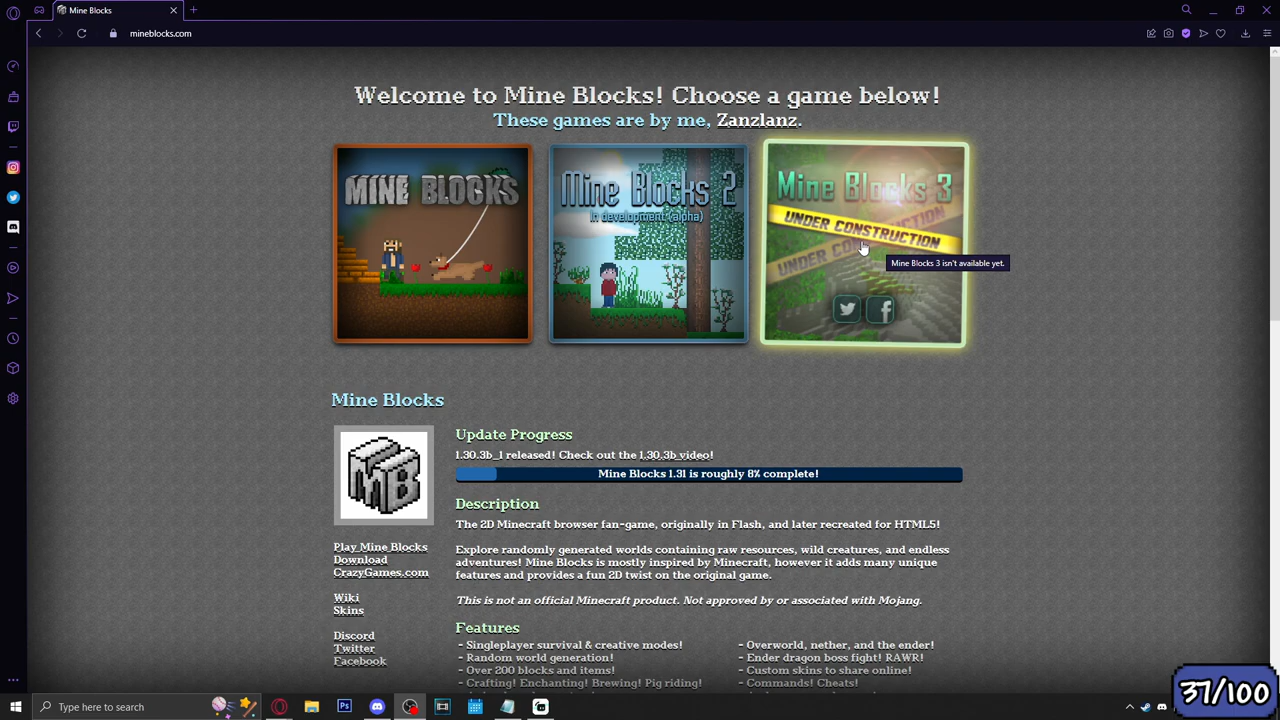 Mine Blocks
mineblocks.com
Welcome to Mine Blocks! Choose a game below!
These games are by me, Zanzlanz.
MINE BLOCKS
Mine Blocks 2
In development (alpha)
Mine Blocks 3
UNDER CONSTRUCTION
UNDER CONSTRUCTION
Mine Blocks 3 isn't available yet.
Mine Blocks
MB
Update Progress
1.30.3b_1 released! Check out the 1.30.3b video!
Mine Blocks 1.31 is roughly 8% complete!
Description
The 2D Minecraft browser fan-game, originally in Flash, and later recreated for HTML5!
Explore randomly generated worlds containing raw resources, wild creatures, and endless
adventures! Mine Blocks is mostly inspired by Minecraft, however it adds many unique
features and provides a fun 2D twist on the original game.
This is not an official Minecraft product. Not approved by or associated with Mojang.
Play Mine Blocks
Download
CrazyGames.com
Wiki
Skins
Discord
Twitter
Facebook
Features
- Singleplayer survival & creative modes!
- Random world generation!
- Over 200 blocks and items!
- Crafting! Enchanting! Brewing! Pig riding!
- Overworld, nether, and the ender!
- Ender dragon boss fight! RAWR!
- Custom skins to share online!
- Commands! Cheats!
Type here to search
37/100